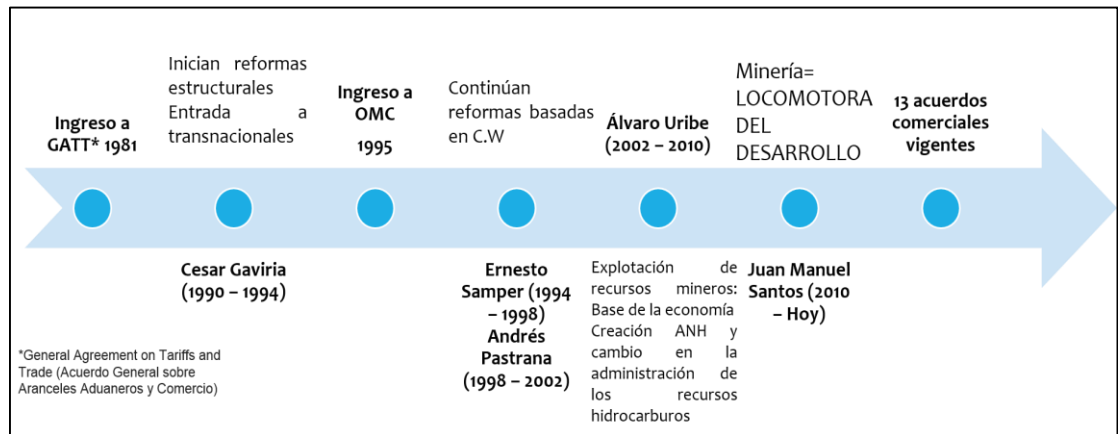 Ingreso a
GATT* 1981
Inician reformas
estructurales
Entrada a
transnacionales
Cesar Gaviria
(1990 – 1994)
Ingreso a
OMC
1995
Continúan
reformas basadas
en C.W
Ernesto
Samper (1994
– 1998)
Andrés
Pastrana
(1998 – 2002)
Álvaro Uribe
(2002 – 2010)
Explotación de
recursos mineros:
Base de la economía
Creación ANH y
cambio en la
administración de
los recursos
hidrocarburos
Minería=
LOCOMOTORA
DEL
DESARROLLO
Juan Manuel
Santos (2010
– Hoy)
13 acuerdos
comerciales
vigentes
*General Agreement on Tariffs and
Trade (Acuerdo General sobre
Aranceles Aduaneros y Comercio)